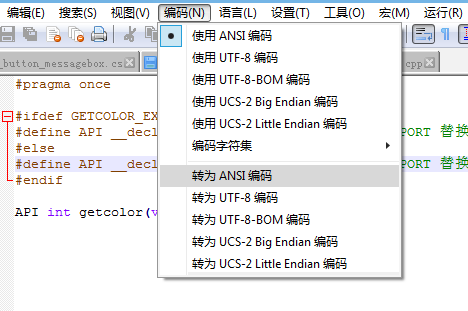 编辑(E) 搜索(S) 视图(V) 编码(N) 语言(L) 设置(T) 工具(O) 宏(M) 运行(R)
使用 ANSI 编码
使用 UTF-8 编码
使用 UTF-8-BOM 编码
使用 UCS-2 Big Endian 编码
使用 UCS-2 Little Endian 编码
编码字符集
转为 ANSI 编码
转为 UTF-8 编码
转为 UTF-8-BOM 编码
转为 UCS-2 Big Endian 编码
转为 UCS-2 Little Endian 编码
_button_messagebox.cs cpp
#pragma once
#ifdef GETCOLOR_EX
#define API __decl PORT 替换
#else
#define API __decl PORT 替换
#endif
API int getcolor(v